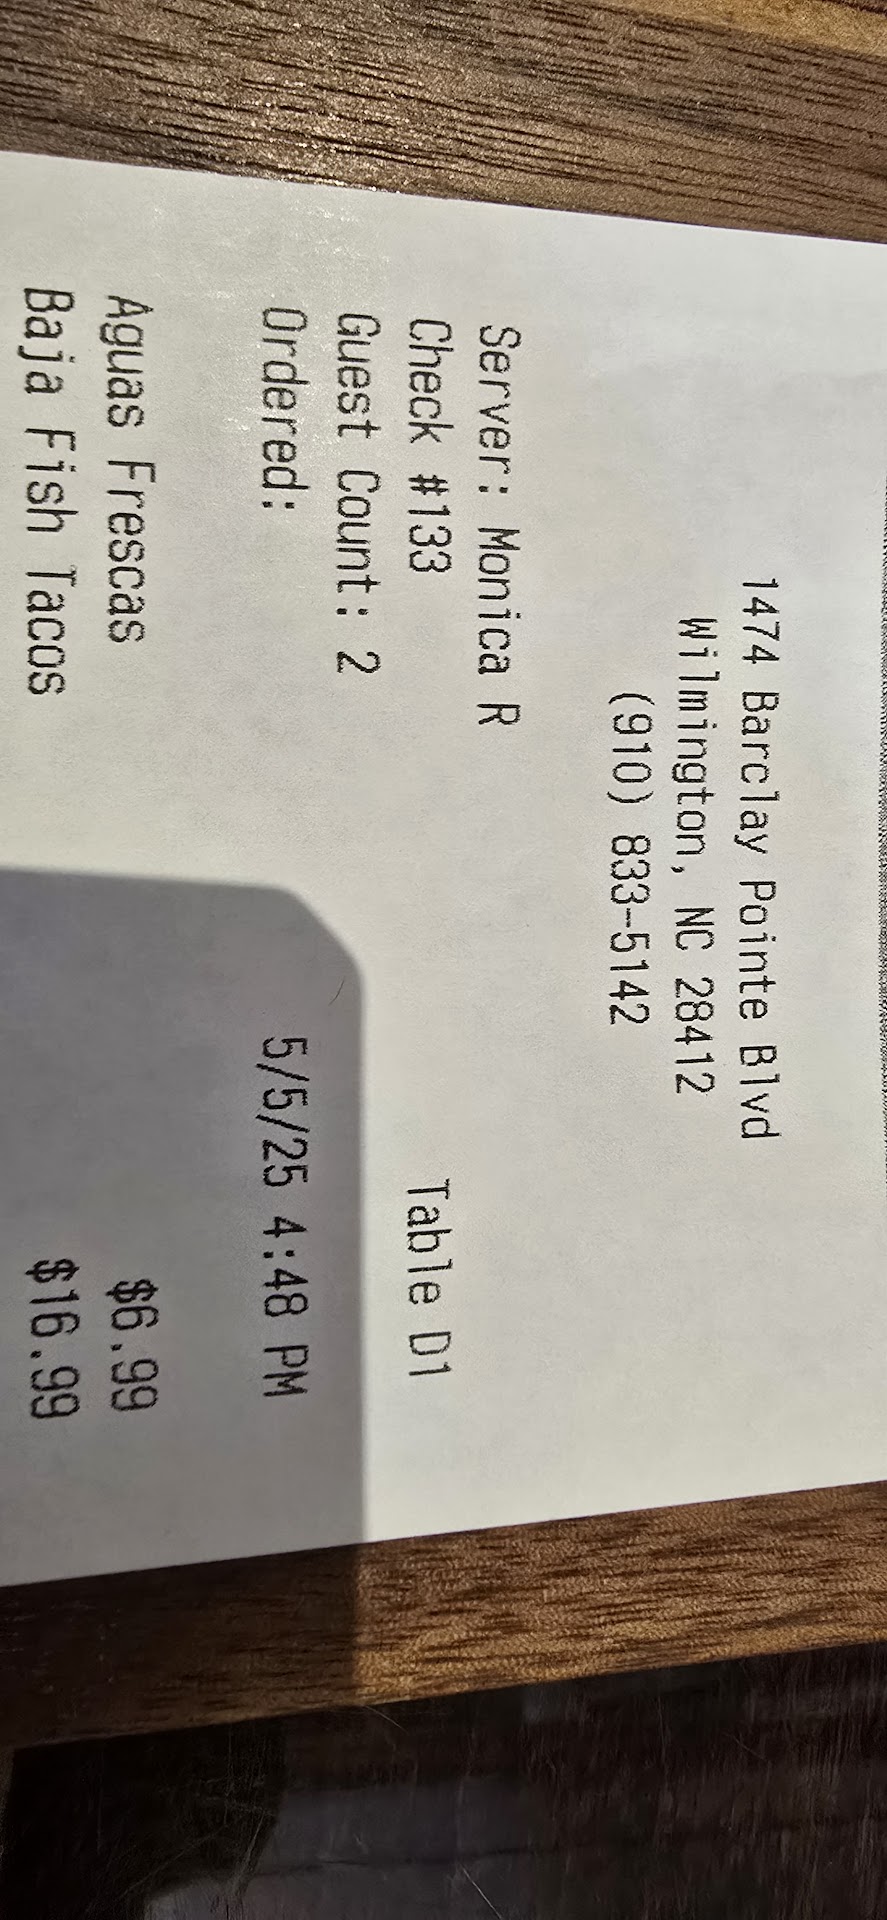 1474 Barclay Pointe Blvd
Wilmington, NC 28412
(910) 833-5142
Server: Monica R
Check #133 Table D1
Guest Count: 2
Ordered: 5/5/25 4:48 PM
Aguas Frescas $6.99
Baja Fish Tacos $16.99